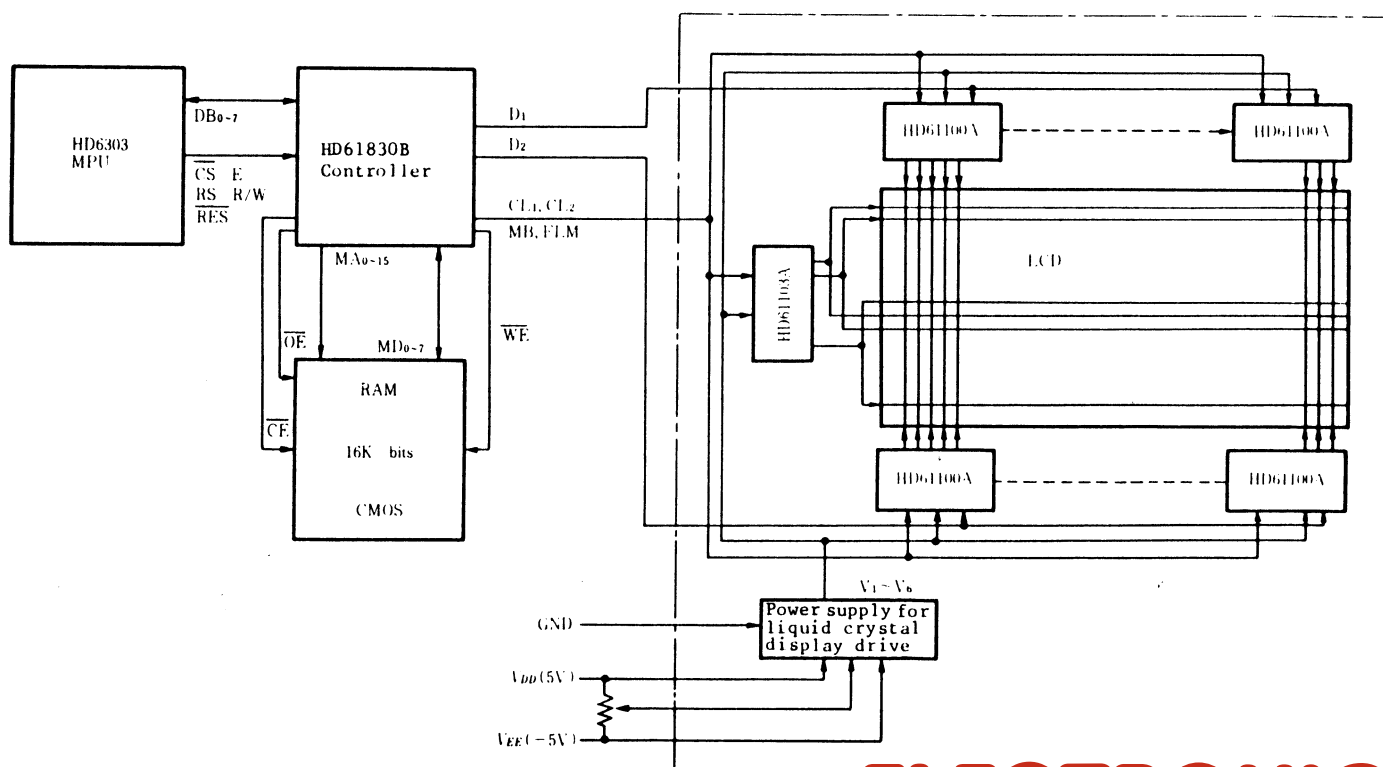 HD6303
MPU
DB0~7
CS E
RS R/W
RES
HD61830B
Controller
D1
D2
CL1, CL2
MB, FLM
MA0~15
MD0~7
OE
CE
WE
RAM
16K bits
CMOS
HD61100A
HD61100A
HD61103A
LCD
HD61100A
HD61100A
V1~V6
Power supply for
liquid crystal
display drive
GND
VDD(5V)
VEE(−5V)